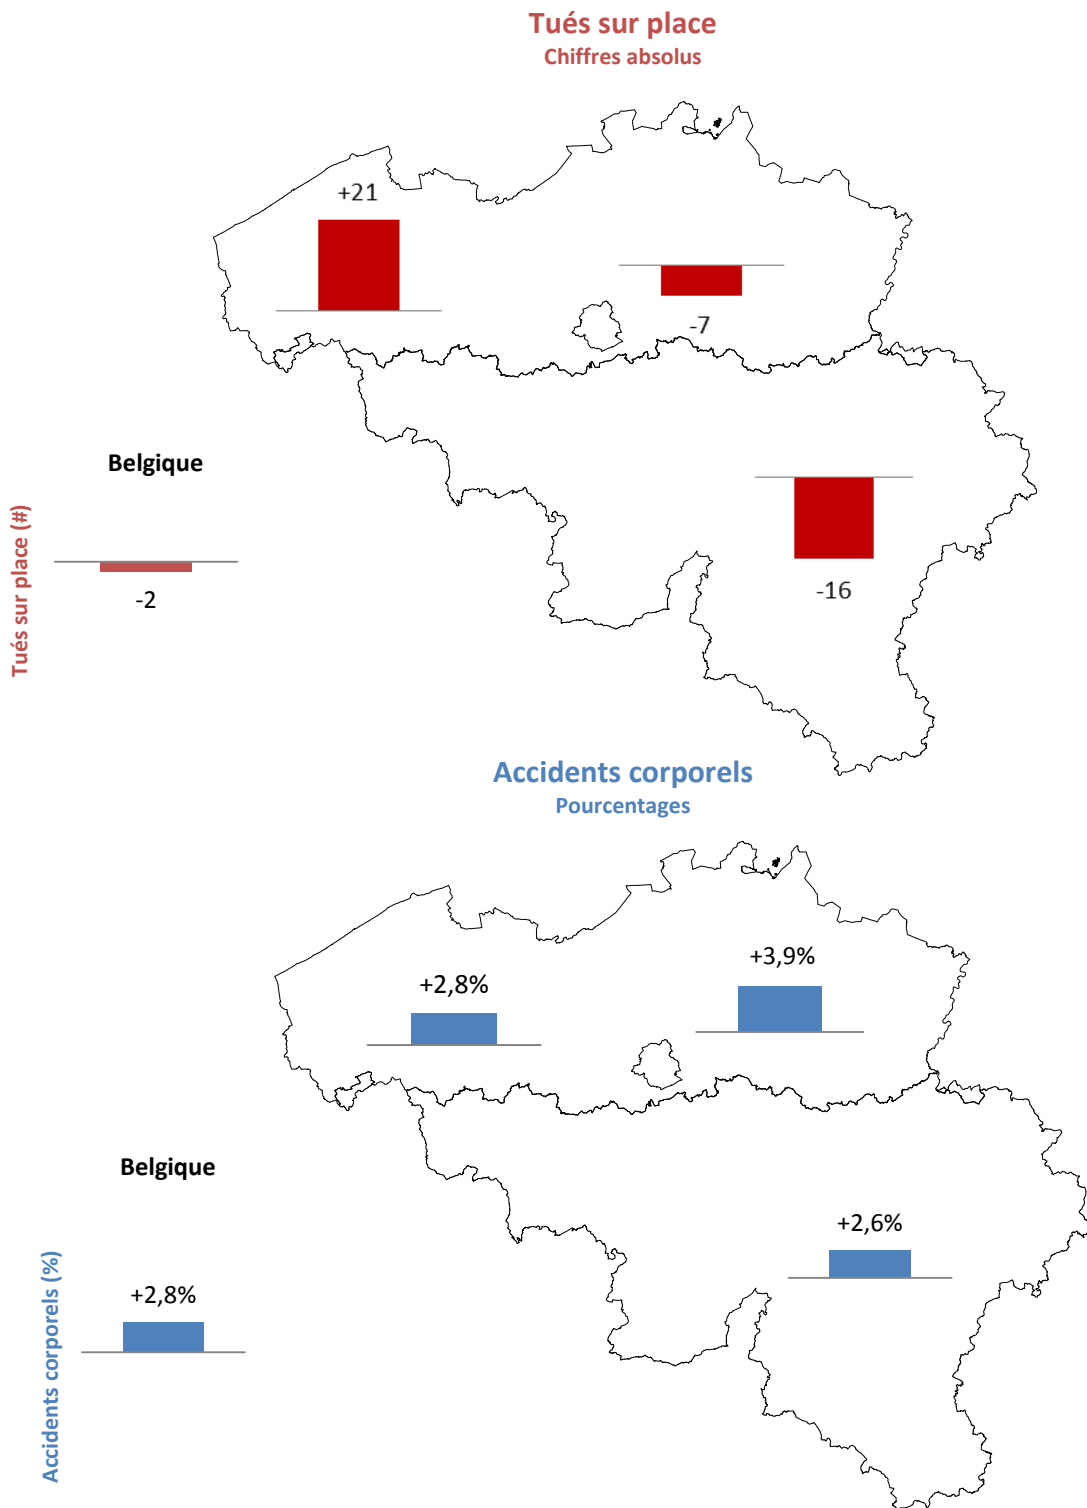 Tués sur place
Chiffres absolus
+21
-7
Belgique
Tués sur place (#)
-2
-16
Accidents corporels
Pourcentages
+2,8%
+3,9%
Belgique
Accidents corporels (%)
+2,8%
+2,6%